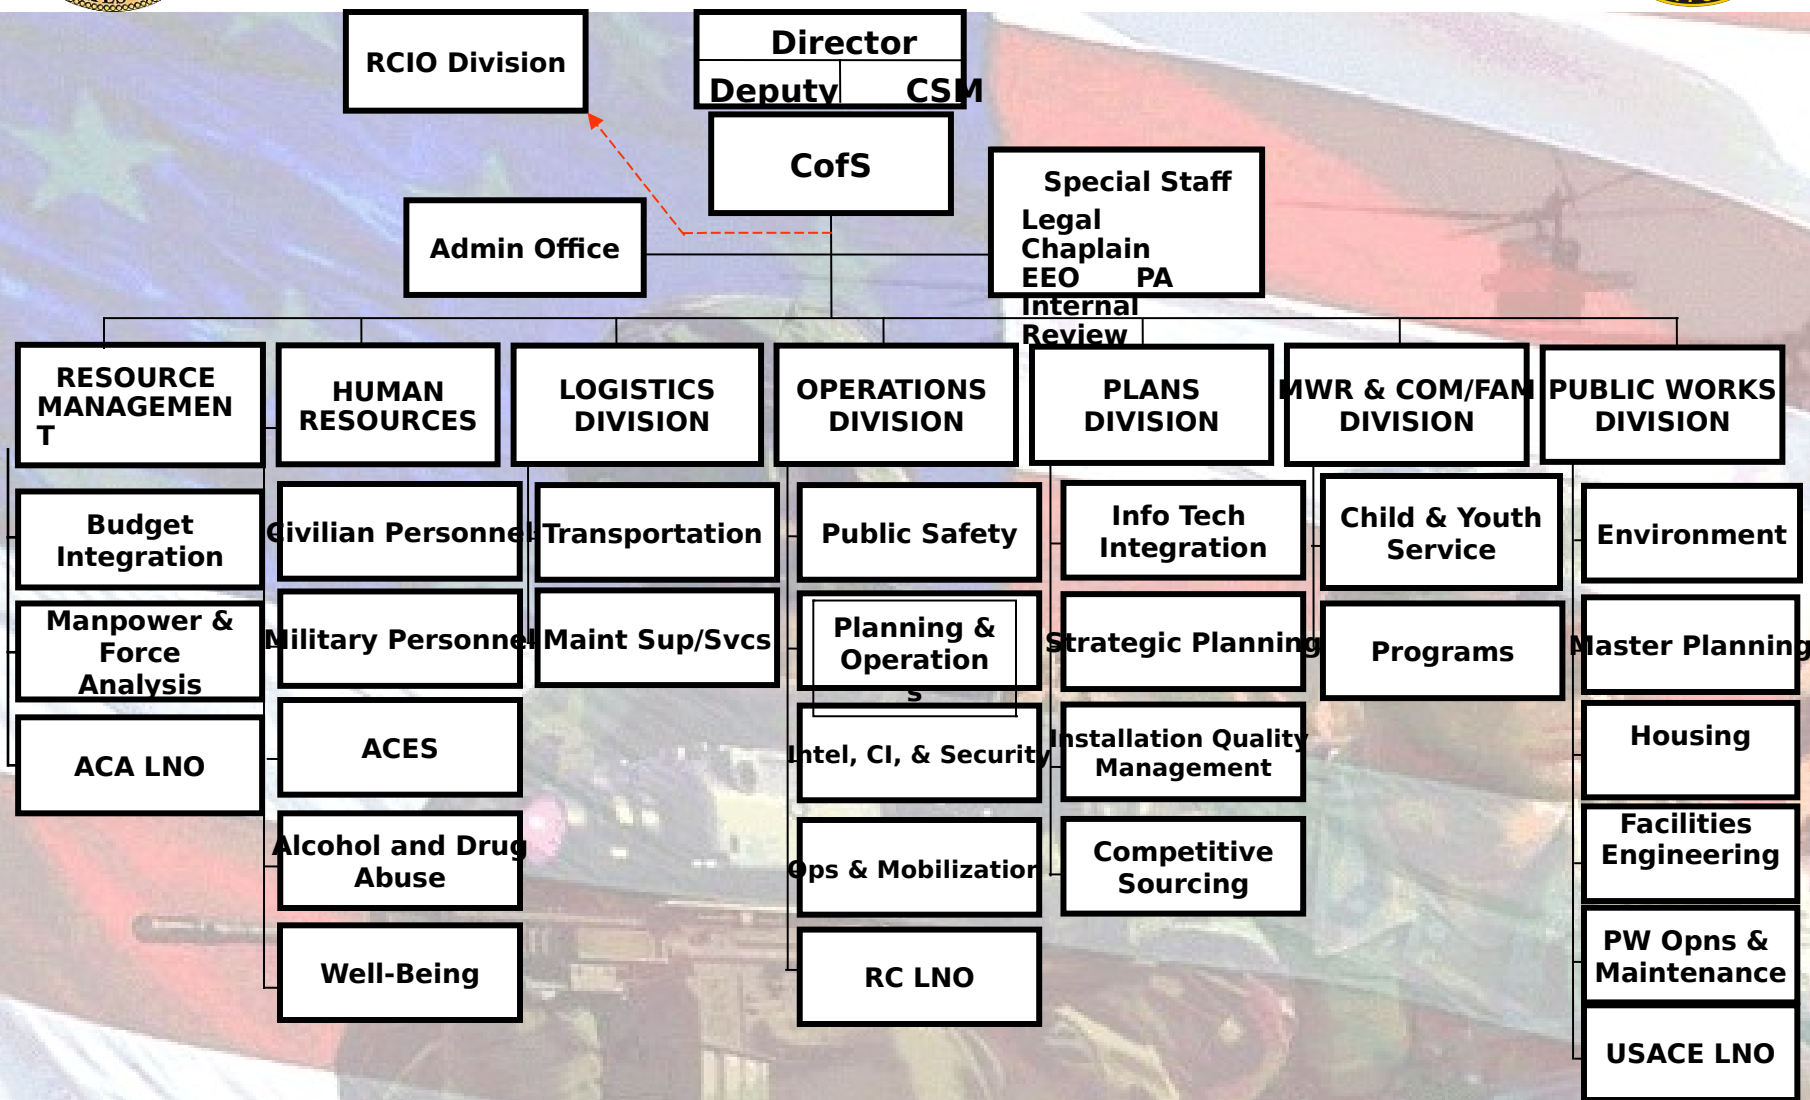 RCIO Division
Director
Deputy CSM
CofS
Admin Office
Special Staff
Legal
Chaplain
EEO PA
Internal
Review
RESOURCE
MANAGEMEN
T
HUMAN
RESOURCES
LOGISTICS
DIVISION
OPERATIONS
DIVISION
PLANS
DIVISION
MWR & COM/FAM
DIVISION
PUBLIC WORKS
DIVISION
Budget
Integration
Manpower &
Force
Analysis
ACA LNO
Civilian Personnel
Military Personnel
ACES
Alcohol and Drug
Abuse
Well-Being
Transportation
Maint Sup/Svcs
Public Safety
Planning &
Operation
s
Intel, CI, & Security
Ops & Mobilization
RC LNO
Info Tech
Integration
Strategic Planning
Installation Quality
Management
Competitive
Sourcing
Child & Youth
Service
Programs
Environment
Master Planning
Housing
Facilities
Engineering
PW Opns &
Maintenance
USACE LNO